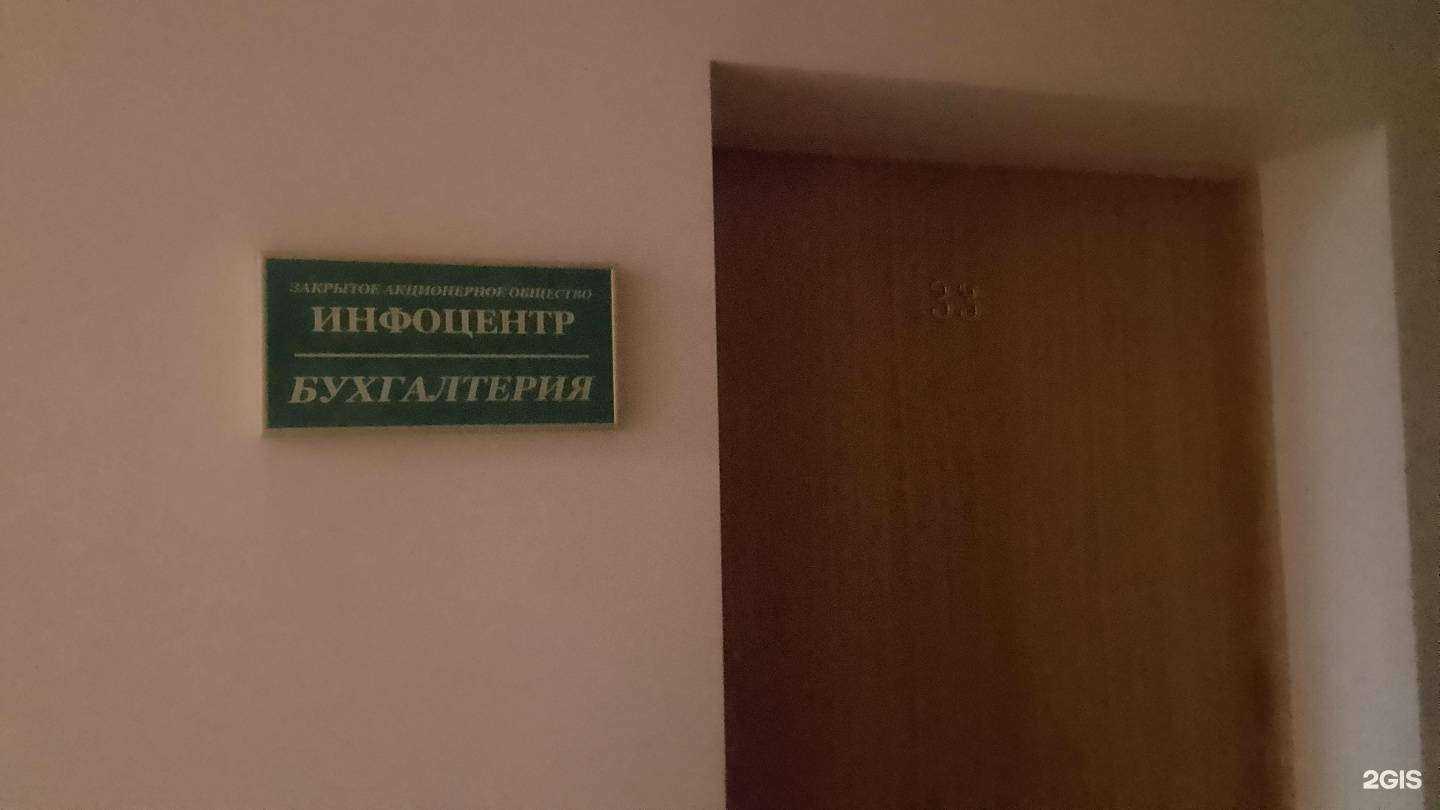 ЗАКРЫТОЕ АКЦИОНЕРНОЕ ОБЩЕСТВО
ИНФОЦЕНТР
БУХГАЛТЕРИЯ
33
2GIS